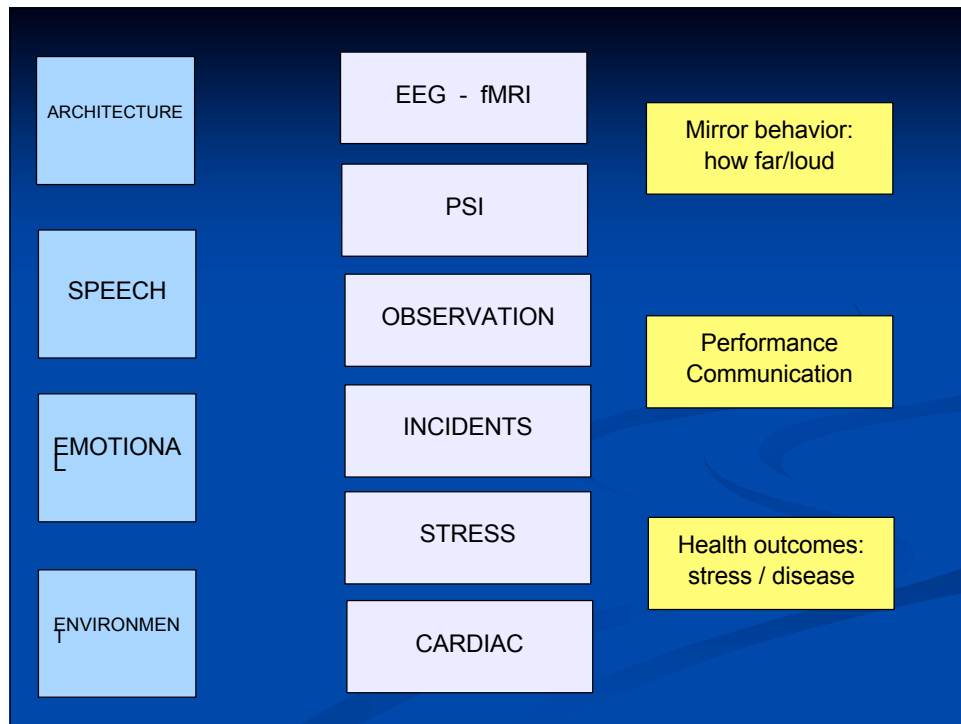 ARCHITECTURE
SPEECH
EMOTIONA
L
ENVIRONMEN
T
EEG - fMRI
PSI
OBSERVATION
INCIDENTS
STRESS
CARDIAC
Mirror behavior:
how far/loud
Performance
Communication
Health outcomes:
stress / disease